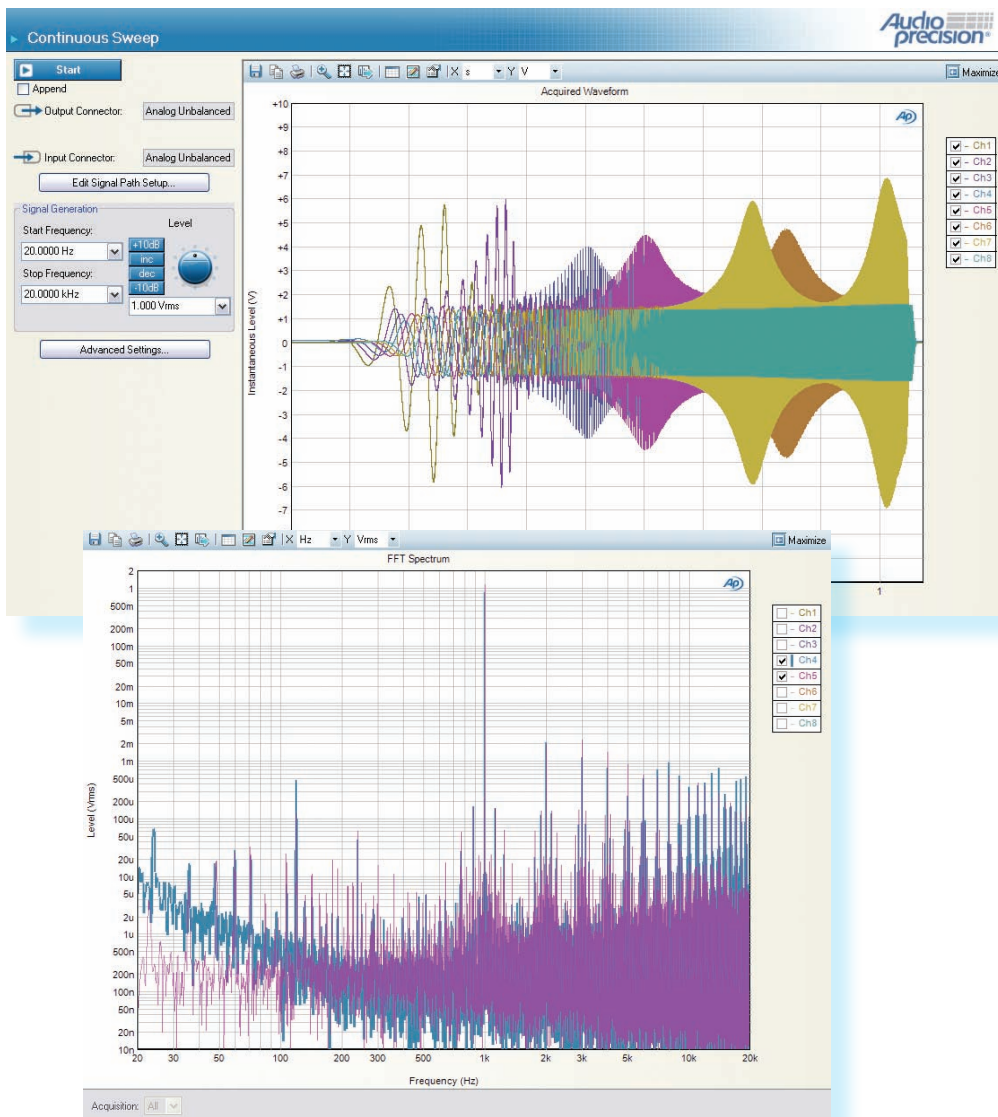 Continuous Sweep
Audio precision®
Start
Append
Output Connector: Analog Unbalanced
Input Connector: Analog Unbalanced
Edit Signal Path Setup...
Signal Generation
Start Frequency:
20.0000 Hz
Stop Frequency:
20.0000 kHz
Level
+10dB
inc
dec
-10dB
1.000 Vrms
Advanced Settings...
X s Y V
Maximize
Acquired Waveform
AP
Instantaneous Level (V)
+10
+9
+8
+7
+6
+5
+4
+3
+2
+1
0
-1
-2
-3
-4
-5
-6
-7
1
Ch1
Ch2
Ch3
Ch4
Ch5
Ch6
Ch7
Ch8
X Hz Y Vrms
Maximize
FFT Spectrum
AP
Level (Vrms)
2
1
500m
200m
100m
50m
20m
10m
5m
2m
1m
500u
200u
100u
50u
20u
10u
5u
2u
1u
500n
200n
100n
50n
20n
10n
20 30 50 100 200 300 500 1k 2k 3k 5k 10k 20k
Frequency (Hz)
Ch1
Ch2
Ch3
Ch4
Ch5
Ch6
Ch7
Ch8
Acquisition: All